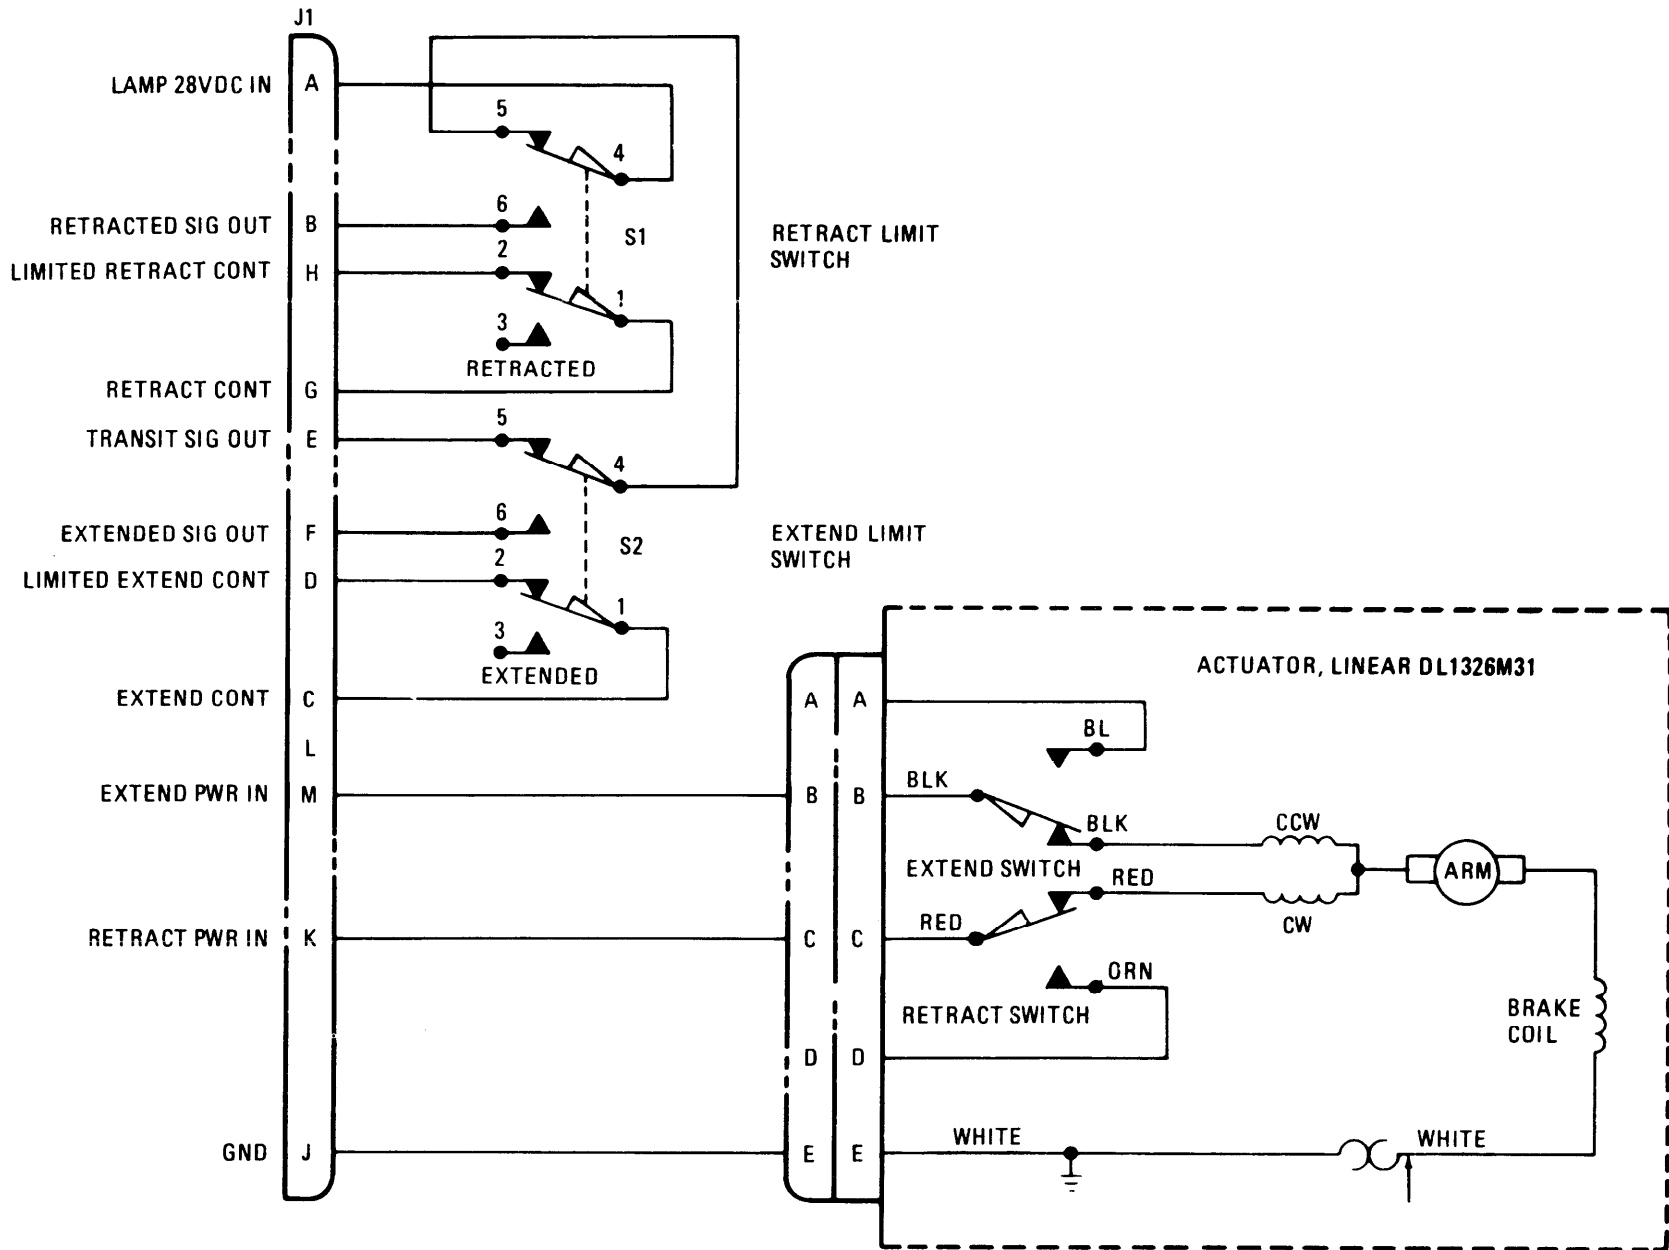 J1
LAMP 28VDC IN A
5
4
RETRACTED SIG OUT B
6
S1
RETRACT LIMIT
SWITCH
LIMITED RETRACT CONT H
2
1
3
RETRACTED
RETRACT CONT G
TRANSIT SIG OUT E
5
4
EXTENDED SIG OUT F
6
S2
EXTEND LIMIT
SWITCH
LIMITED EXTEND CONT D
2
1
3
EXTENDED
EXTEND CONT C
L
EXTEND PWR IN M
RETRACT PWR IN K
GND J
ACTUATOR, LINEAR DL1326M31
A A
BL
B B
BLK
BLK
CCW
EXTEND SWITCH
RED
ARM
C C
RED
CW
ORN
RETRACT SWITCH
BRAKE
COIL
D D
E E
WHITE
WHITE